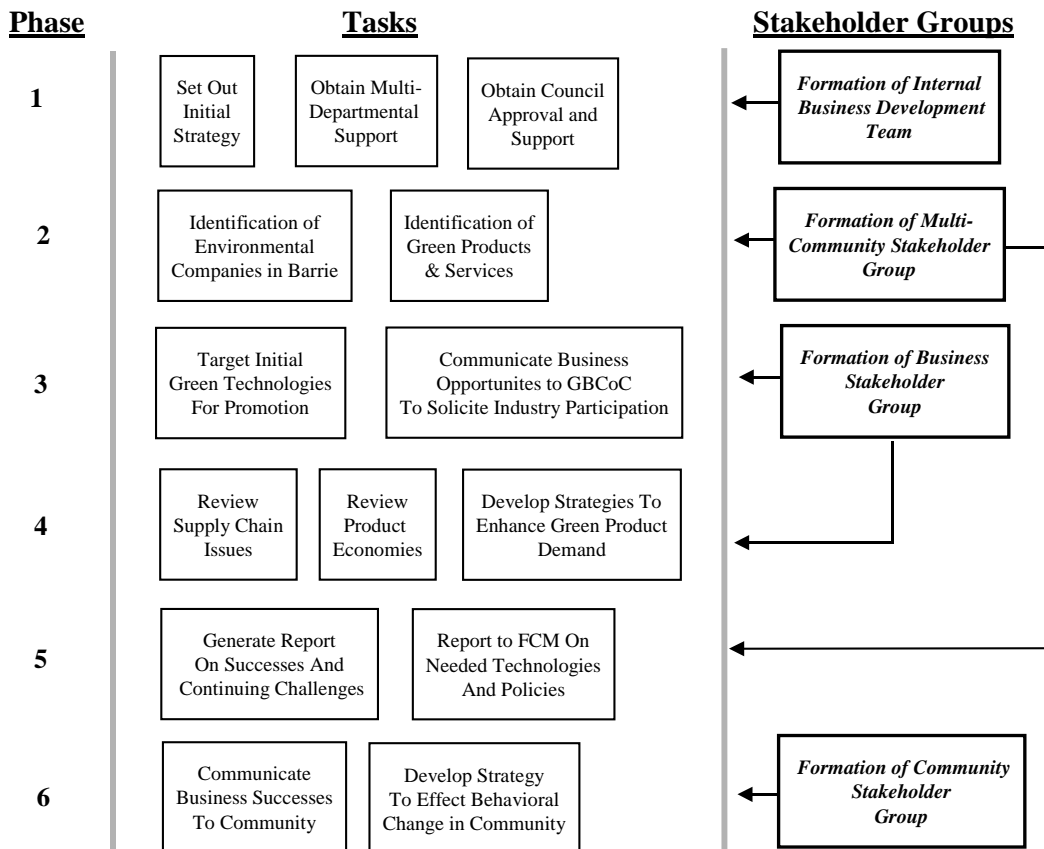 Phase
Tasks
Stakeholder Groups
1
Set Out
Initial
Strategy
Obtain Multi-
Departmental
Support
Obtain Council
Approval and
Support
Formation of Internal
Business Development
Team
2
Identification of
Environmental
Companies in Barrie
Identification of
Green Products
& Services
Formation of Multi-
Community Stakeholder
Group
3
Target Initial
Green Technologies
For Promotion
Communicate Business
Opportunites to GBCoC
To Solicite Industry Participation
Formation of Business
Stakeholder
Group
4
Review
Supply Chain
Issues
Review
Product
Economies
Develop Strategies To
Enhance Green Product
Demand
5
Generate Report
On Successes And
Continuing Challenges
Report to FCM On
Needed Technologies
And Policies
6
Communicate
Business Successes
To Community
Develop Strategy
To Effect Behavioral
Change in Community
Formation of Community
Stakeholder
Group